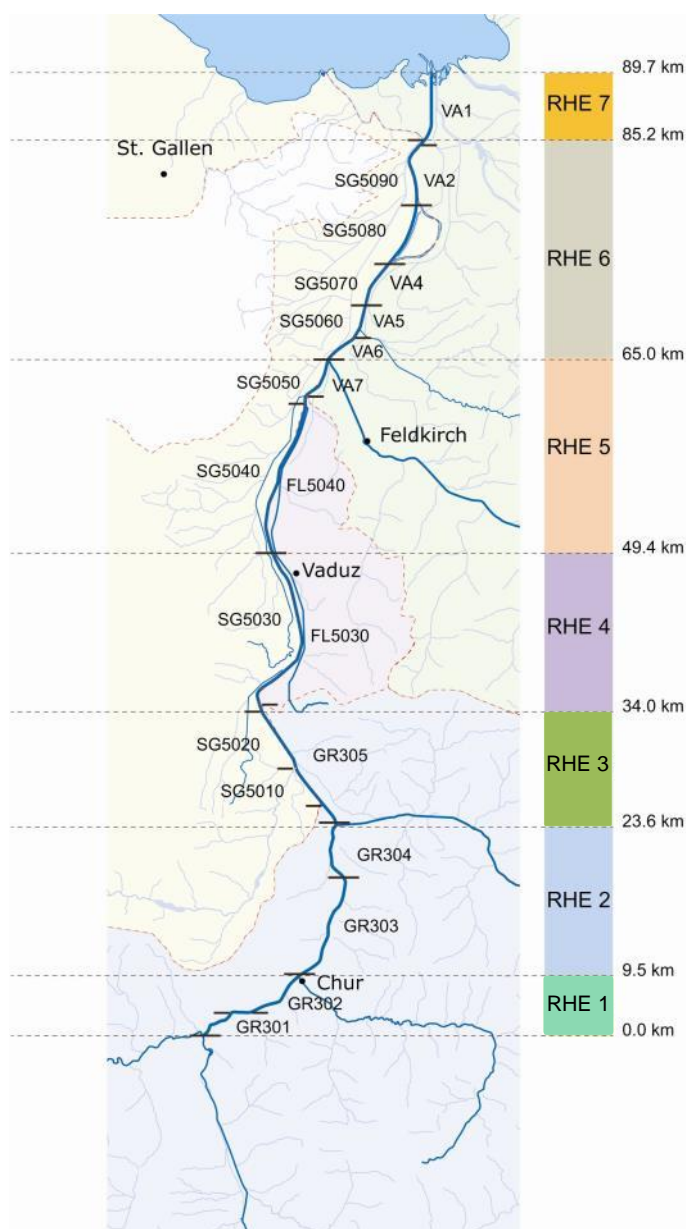 89.7 km
RHE 7
VA1
85.2 km
St. Gallen
SG5090
VA2
SG5080
RHE 6
SG5070
VA4
SG5060
VA5
VA6
65.0 km
SG5050
VA7
Feldkirch
RHE 5
SG5040
FL5040
49.4 km
Vaduz
SG5030
RHE 4
FL5030
34.0 km
SG5020
GR305
RHE 3
SG5010
23.6 km
GR304
RHE 2
GR303
9.5 km
Chur
GR302
RHE 1
GR301
0.0 km